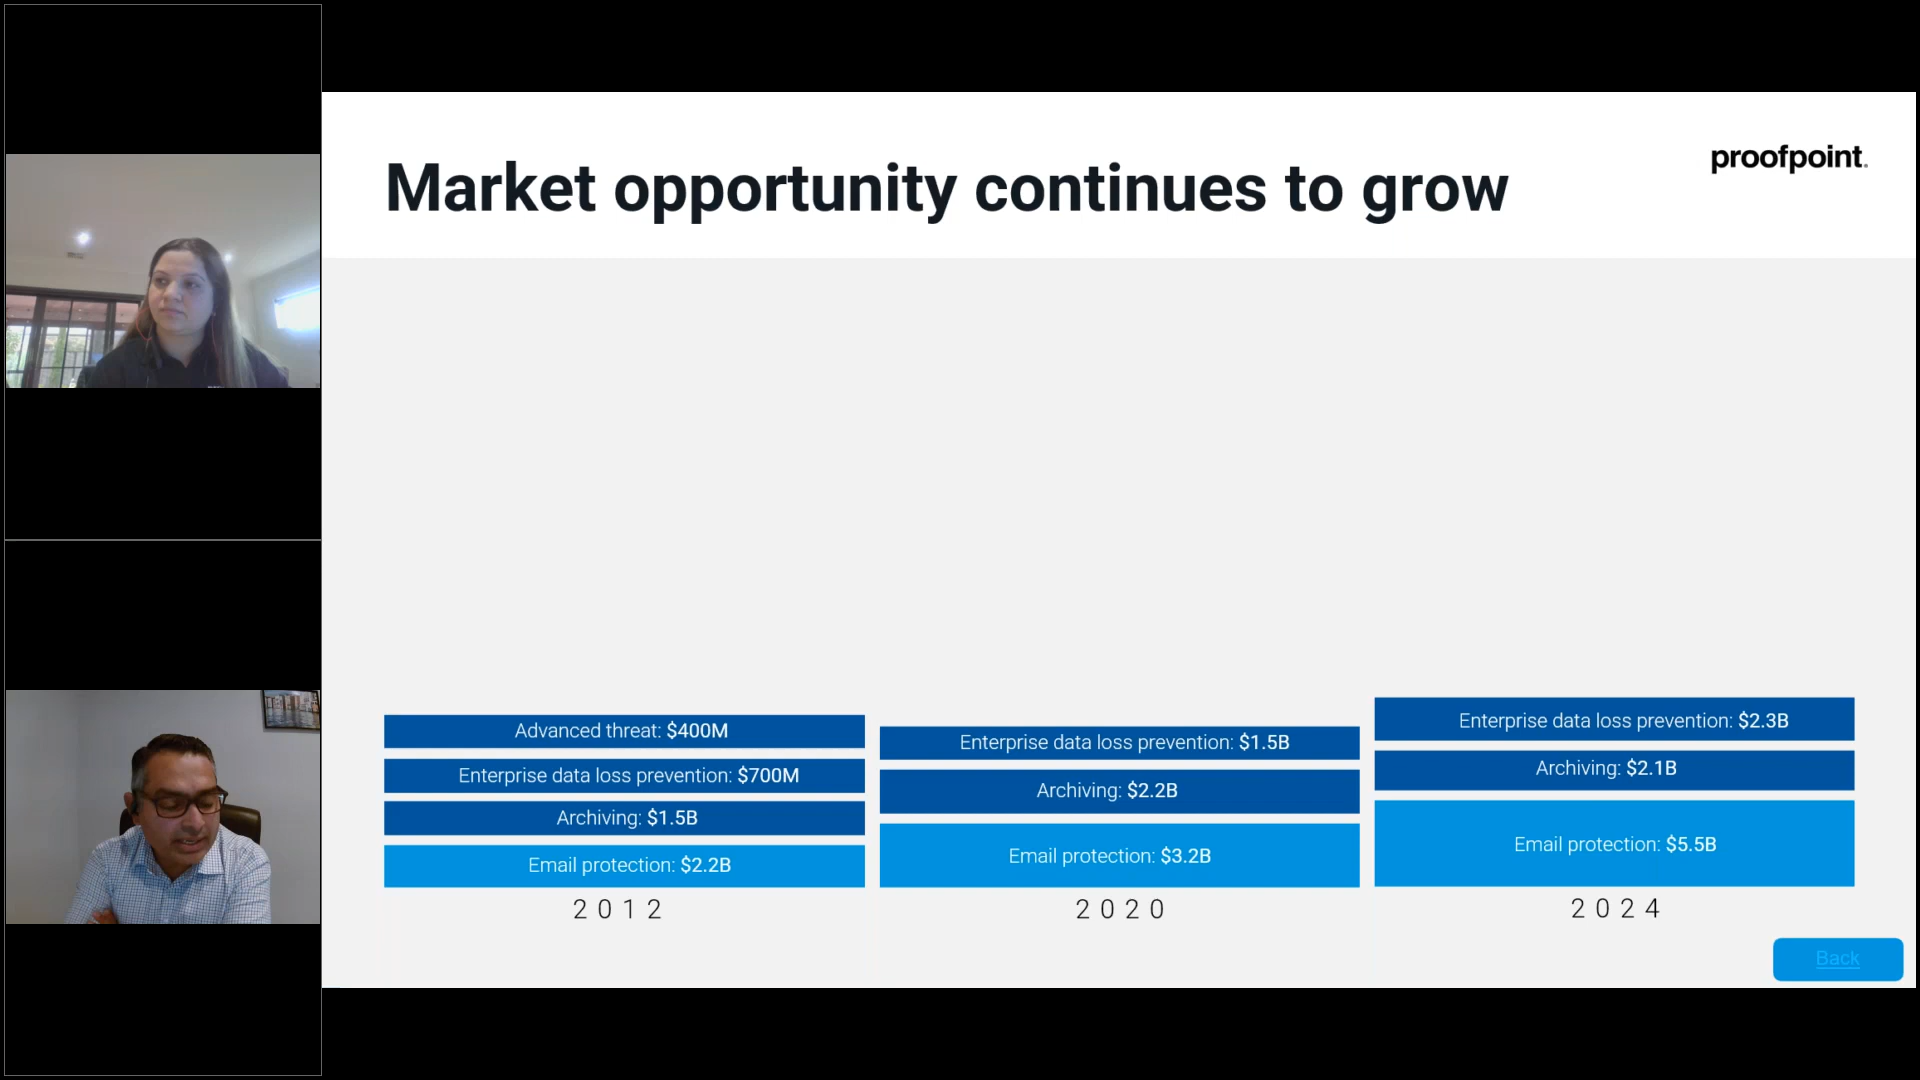 Market opportunity continues to grow
proofpoint.
Advanced threat: $400M
Enterprise data loss prevention: $700M
Archiving: $1.5B
Email protection: $2.2B
2012
Enterprise data loss prevention: $1.5B
Archiving: $2.2B
Email protection: $3.2B
2020
Enterprise data loss prevention: $2.3B
Archiving: $2.1B
Email protection: $5.5B
2024
Back